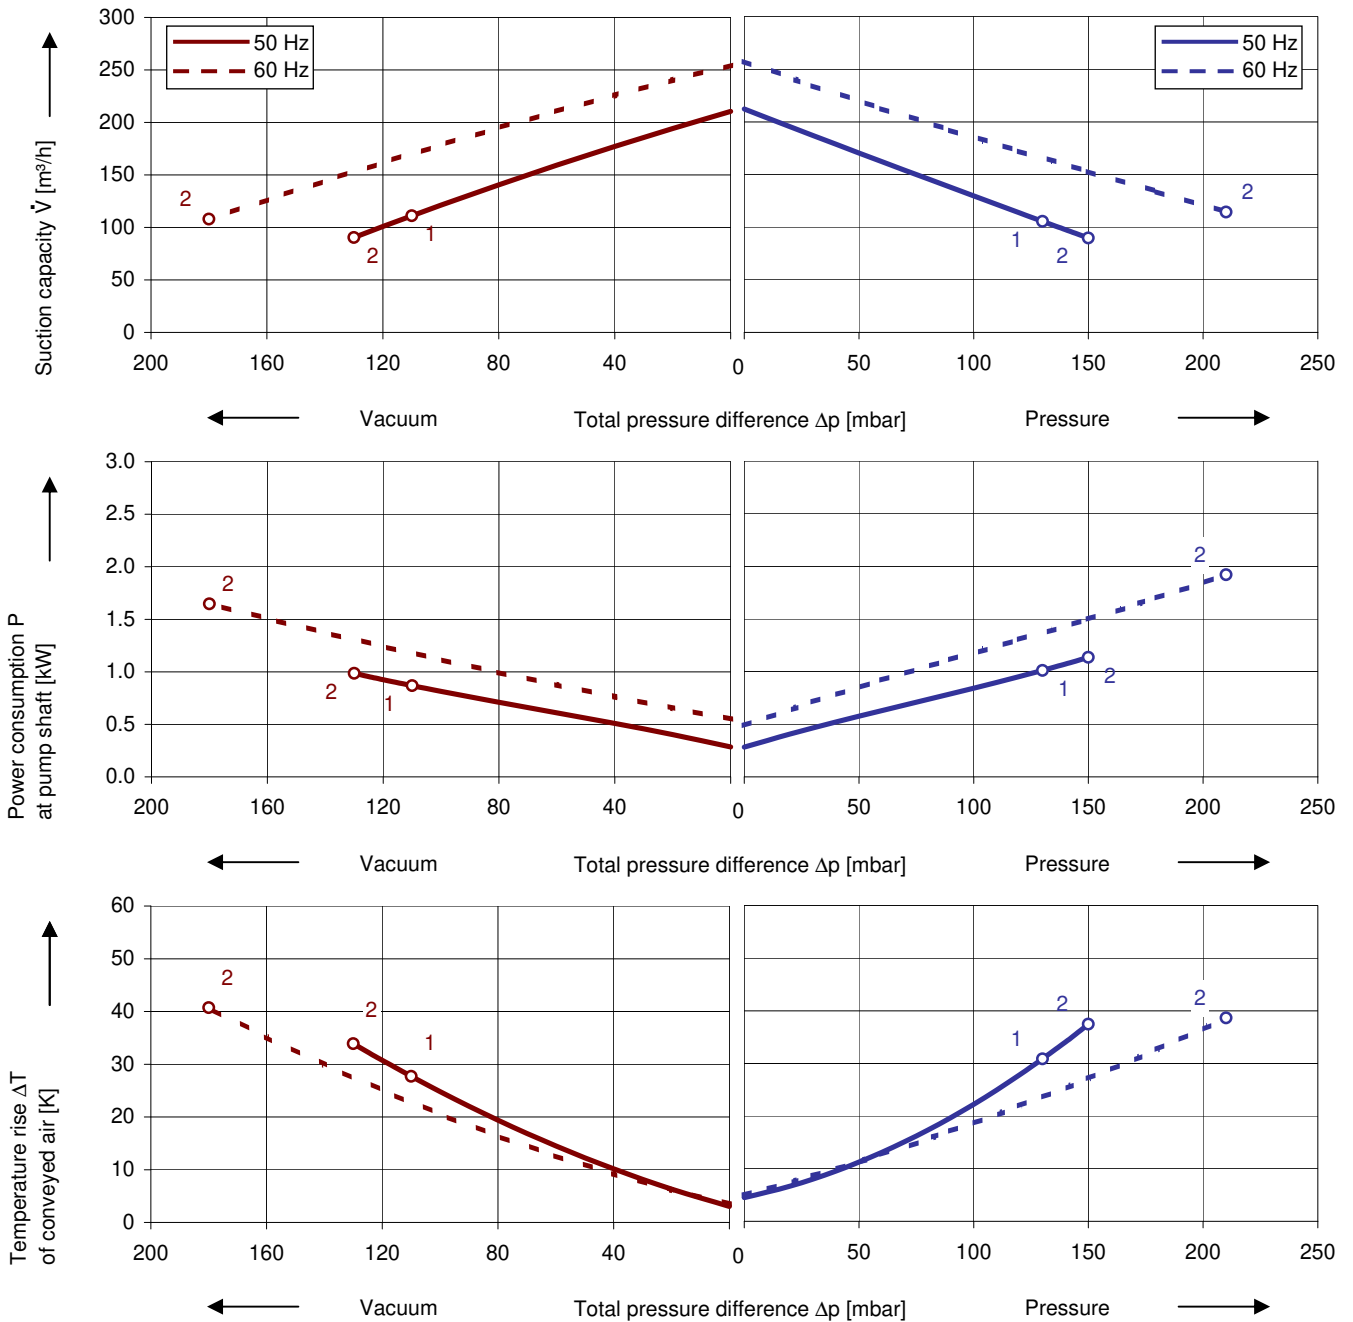 300
250
200
150
100
50
0
50 Hz
60 Hz
50 Hz
60 Hz
2
2
1
1
2
2
Suction capacity V̇ [m³/h]
200 160 120 80 40 0 50 100 150 200 250
Vacuum Total pressure difference Δp [mbar] Pressure
3.0
2.5
2.0
1.5
1.0
0.5
0.0
2
2
1
2
1
2
Power consumption P
at pump shaft [kW]
200 160 120 80 40 0 50 100 150 200 250
Vacuum Total pressure difference Δp [mbar] Pressure
60
50
40
30
20
10
0
2
2
1
2
1
2
Temperature rise ΔT
of conveyed air [K]
200 160 120 80 40 0 50 100 150 200 250
Vacuum Total pressure difference Δp [mbar] Pressure